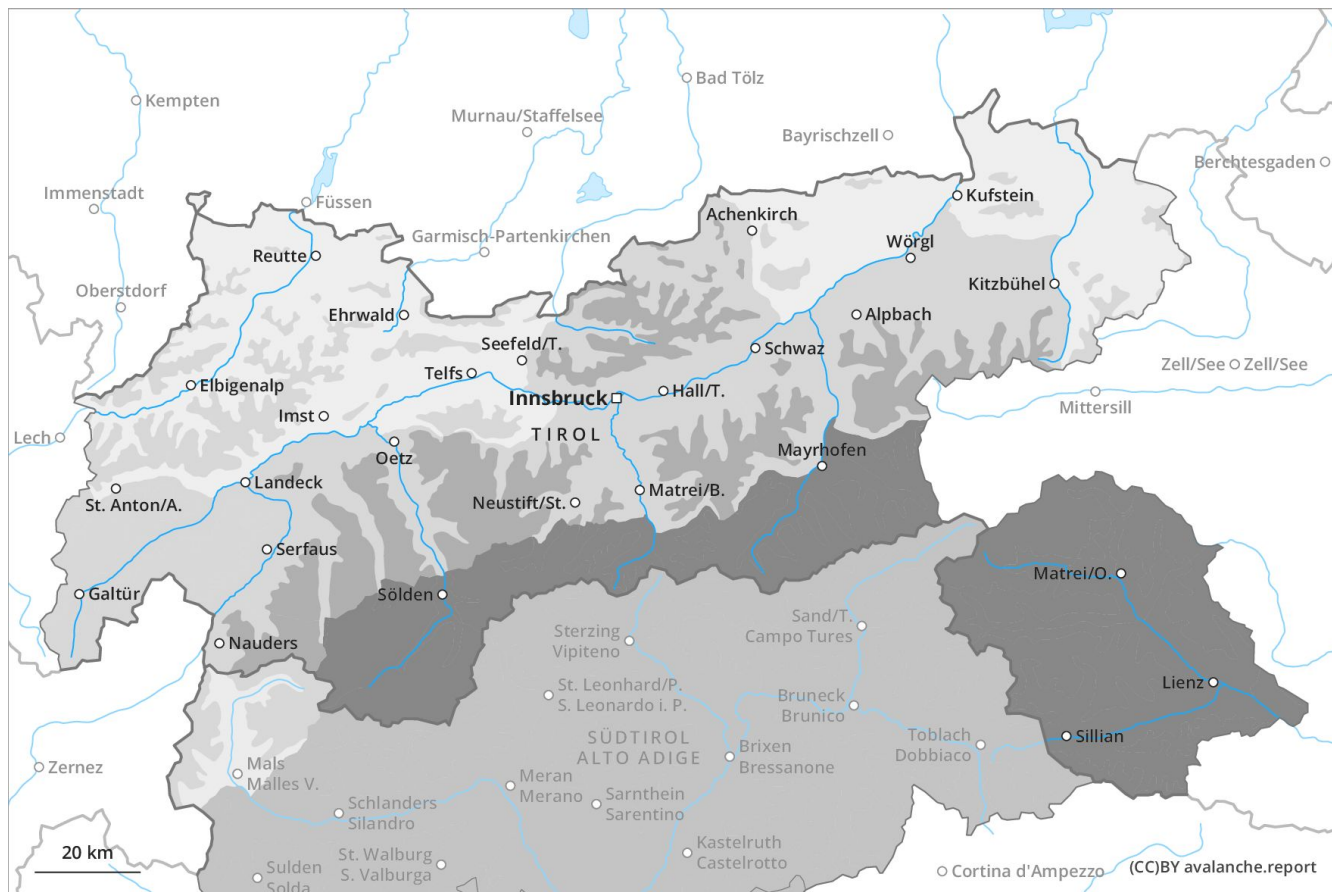 Kempten
Bad Tölz
Murnau/Staffelsee
Bayrischzell
Berchtesgaden
Immenstadt
Füssen
Kufstein
Achenkirch
Garmisch-Partenkirchen
Wörgl
Reutte
Kitzbühel
Oberstdorf
Ehrwald
Alpbach
Seefeld/T.
Schwaz
Zell/See
Zell/See
Telfs
Elbigenalp
Innsbruck
Hall/T.
Mittersill
Imst
Lech
TIROL
Oetz
Mayrhofen
Landeck
St. Anton/A.
Neustift/St.
Matrei/B.
Serfaus
Matrei/O.
Galtür
Sölden
Sand/T.
Campo Tures
Sterzing
Vipiteno
Nauders
Lienz
St. Leonhard/P.
S. Leonardo i. P.
Bruneck
Brunico
SÜDTIROL
ALTO ADIGE
Toblach
Dobbiaco
Sillian
Brixen
Bressanone
Zernez
Mals
Malles V.
Meran
Merano
Sarnthein
Sarentino
Schlanders
Silandro
Kastelruth
Castelrotto
St. Walburg
S. Valburga
Sulden
Solda
20 km
Cortina d'Ampezzo
(CC)BY avalanche.report